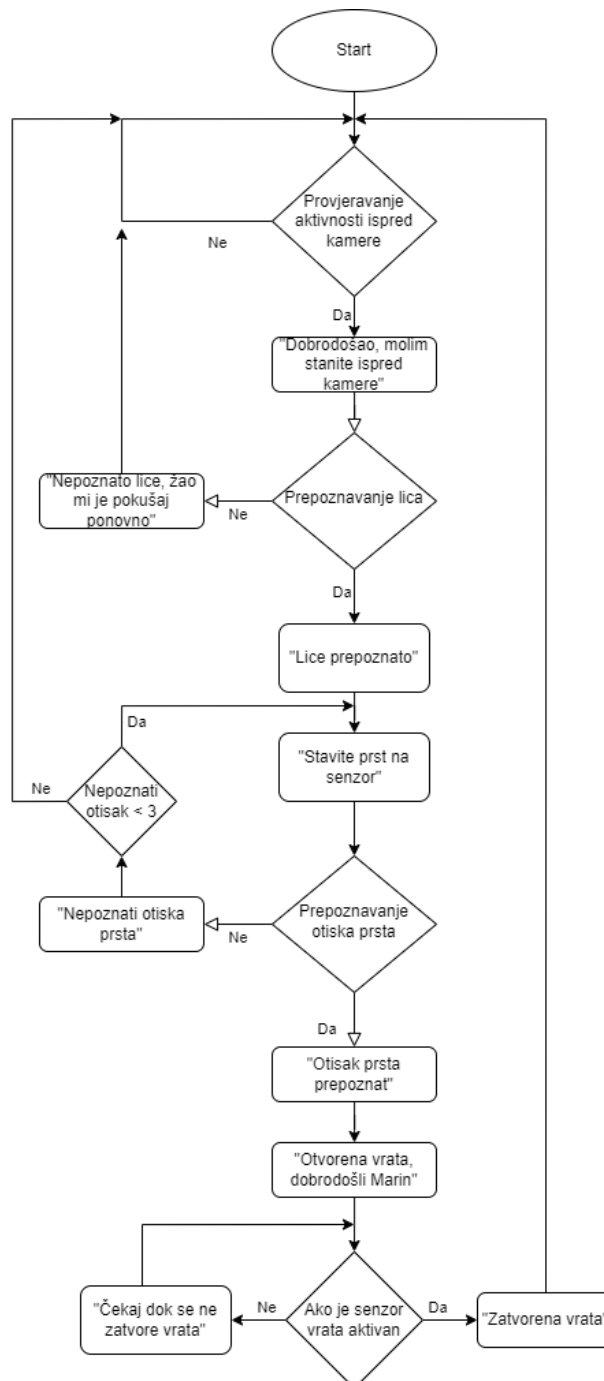 Start
Provjeravanje
aktivnosti ispred
kamere
Ne
Da
"Dobrodošao, molim
stanite ispred
kamere"
Prepoznavanje lica
Ne
"Nepoznato lice, žao
mi je pokušaj
ponovno"
Da
"Lice prepoznato"
Da
"Stavite prst na
senzor"
Ne
Nepoznati
otisak < 3
Prepoznavanje
otiska prsta
Ne
"Nepoznati otiska
prsta"
Da
"Otisak prsta
prepoznat"
"Otvorena vrata,
dobrodošli Marin"
Ako je senzor
vrata aktivan
Ne
"Čekaj dok se ne
zatvore vrata"
Da
"Zatvorena vrata"